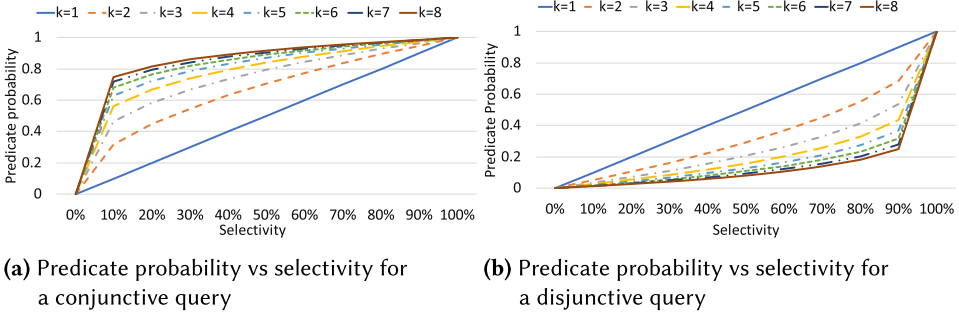 k=1 k=2 k=3 k=4 k=5 k=6 k=7 k=8
Predicate probability
1
0.8
0.6
0.4
0.2
0
0% 10% 20% 30% 40% 50% 60% 70% 80% 90% 100%
Selectivity
(a) Predicate probability vs selectivity for
a conjunctive query
k=1 k=2 k=3 k=4 k=5 k=6 k=7 k=8
Predicate Probability
1
0.8
0.6
0.4
0.2
0
0% 10% 20% 30% 40% 50% 60% 70% 80% 90% 100%
Selectivity
(b) Predicate probability vs selectivity for
a disjunctive query